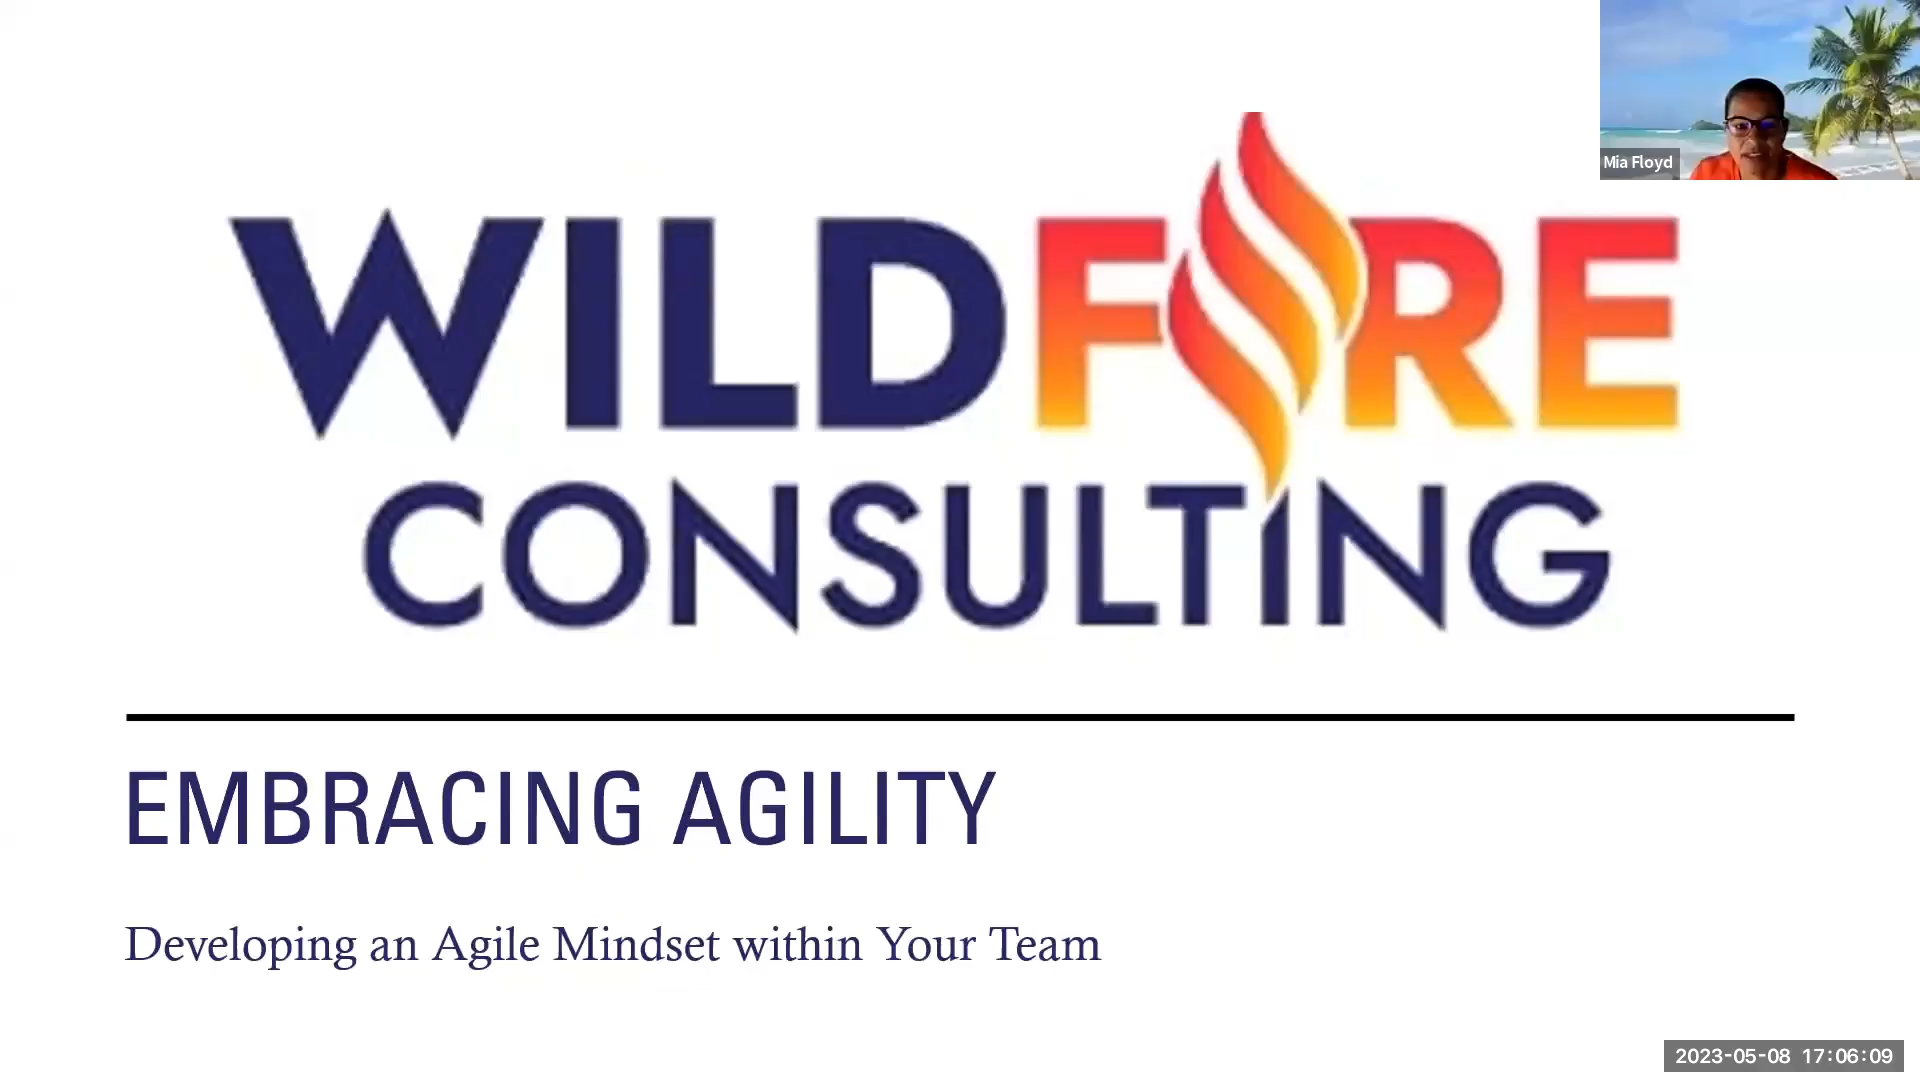 Mia Floyd
WILDFIRE
CONSULTING
EMBRACING AGILITY
Developing an Agile Mindset within Your Team
2023-05-08 17:06:09